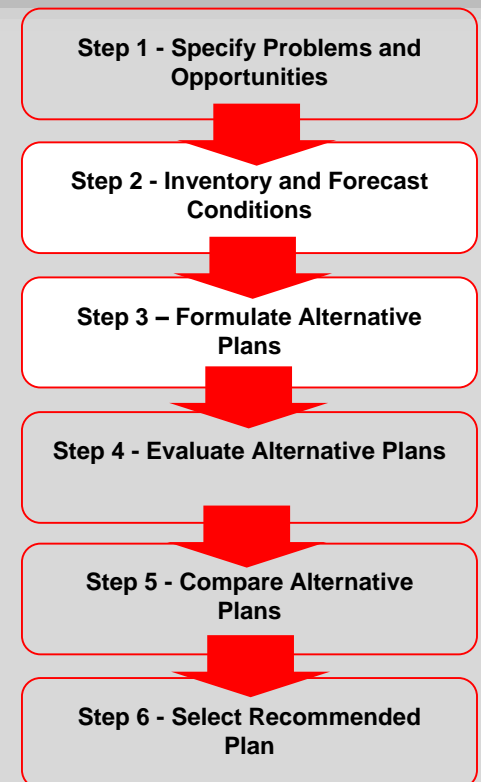 Step 1 - Specify Problems and
Opportunities
Step 2 - Inventory and Forecast
Conditions
Step 3 – Formulate Alternative
Plans
Step 4 - Evaluate Alternative Plans
Step 5 - Compare Alternative
Plans
Step 6 - Select Recommended
Plan